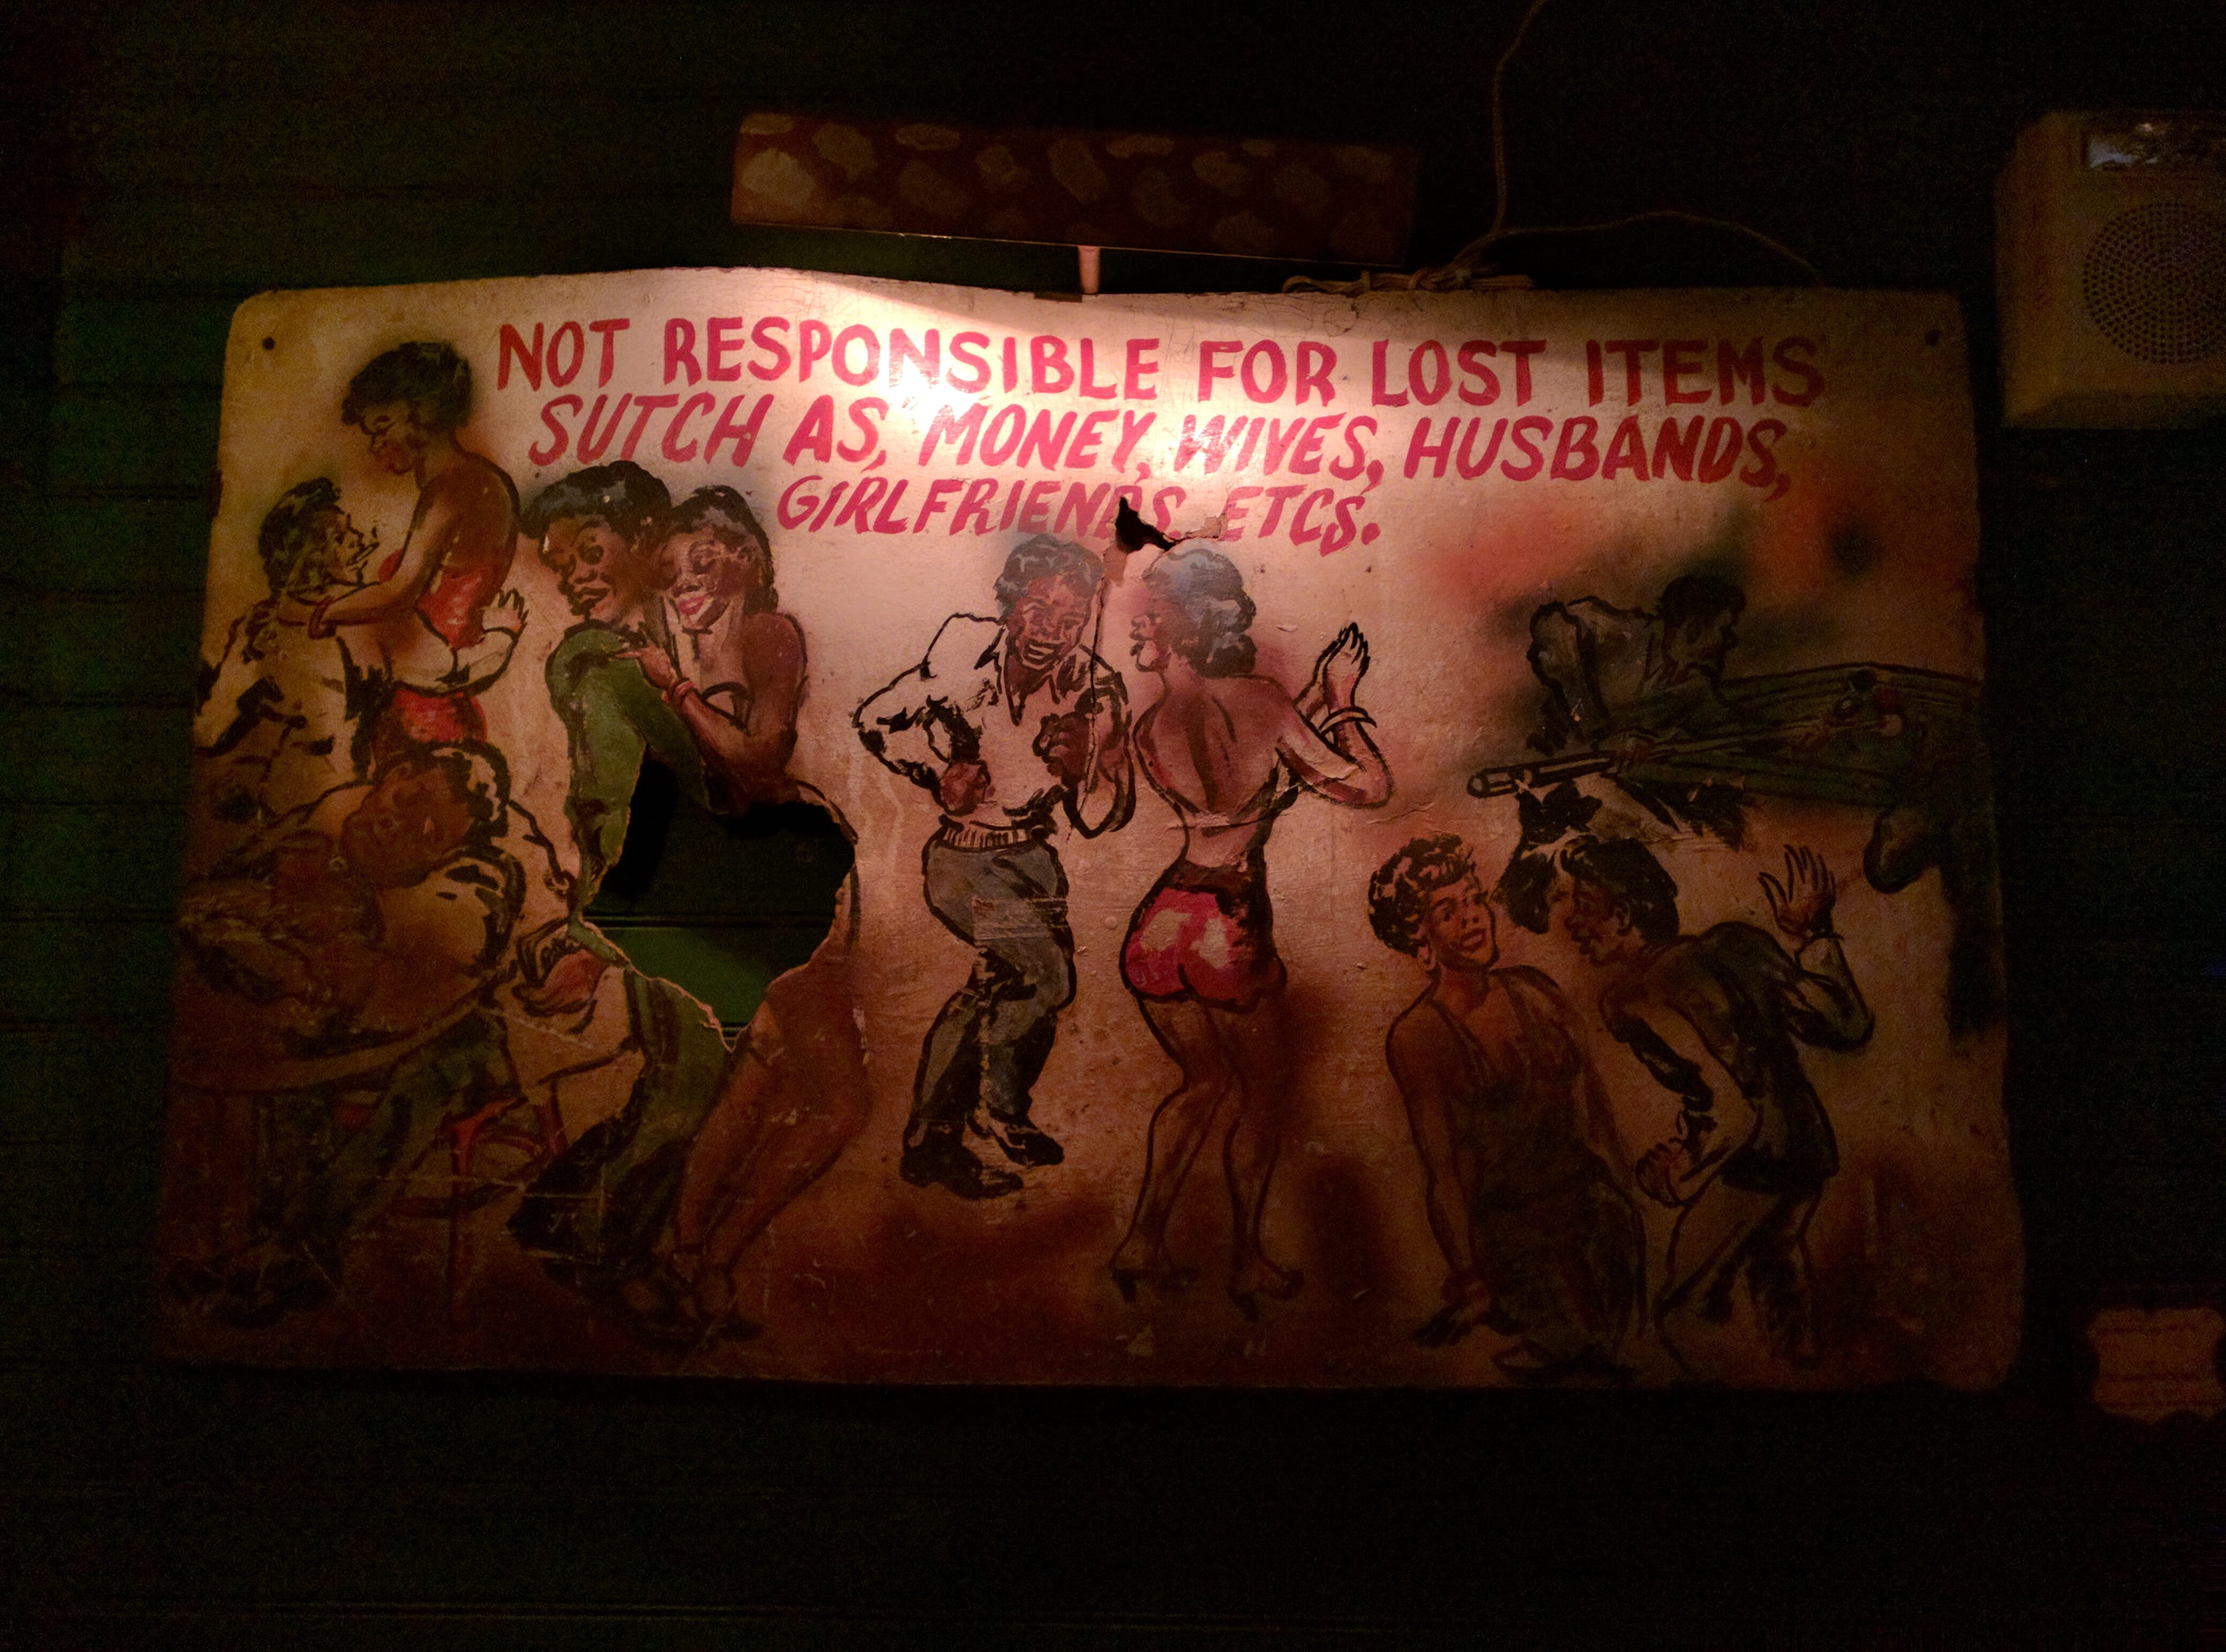 NOT RESPONSIBLE FOR LOST ITEMS
SUTCH AS, MONEY, WIVES, HUSBANDS,
GIRLFRIENDS, ETCS.